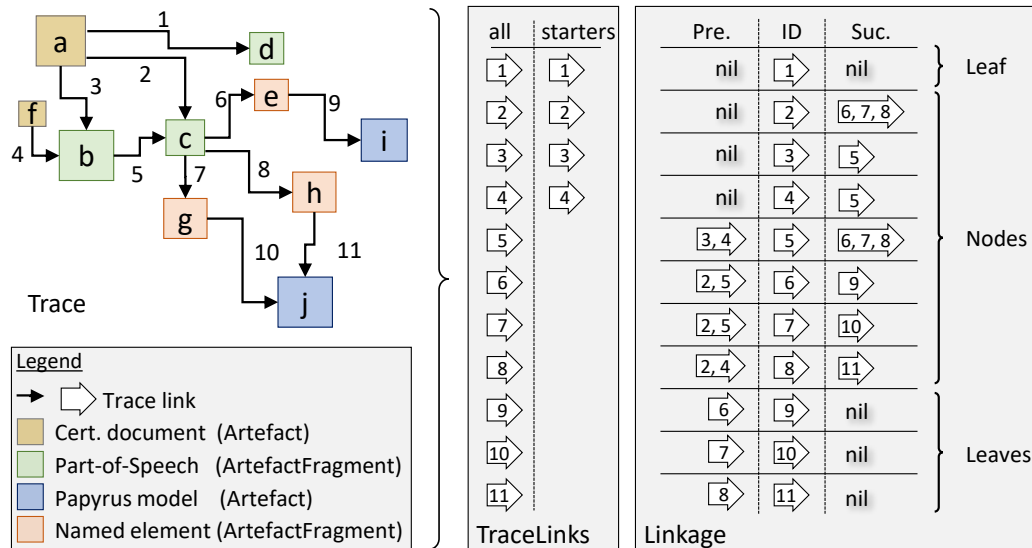 1
a
d
2
3
6
e
9
f
i
c
4
b
5
7
8
h
g
10
11
Trace
j
Legend
Trace link
Cert. document (Artefact)
Part-of-Speech (ArtefactFragment)
Papyrus model (Artefact)
Named element (ArtefactFragment)
all starters
1 1
2 2
3 3
4 4
5
6
7
8
9
10
11
TraceLinks
Pre. ID Suc.
nil 1 nil Leaf
nil 2 6, 7, 8
nil 3 5
nil 4 5
3, 4 5 6, 7, 8 Nodes
2, 5 6 9
2, 5 7 10
2, 4 8 11
6 9 nil
7 10 nil Leaves
8 11 nil
Linkage